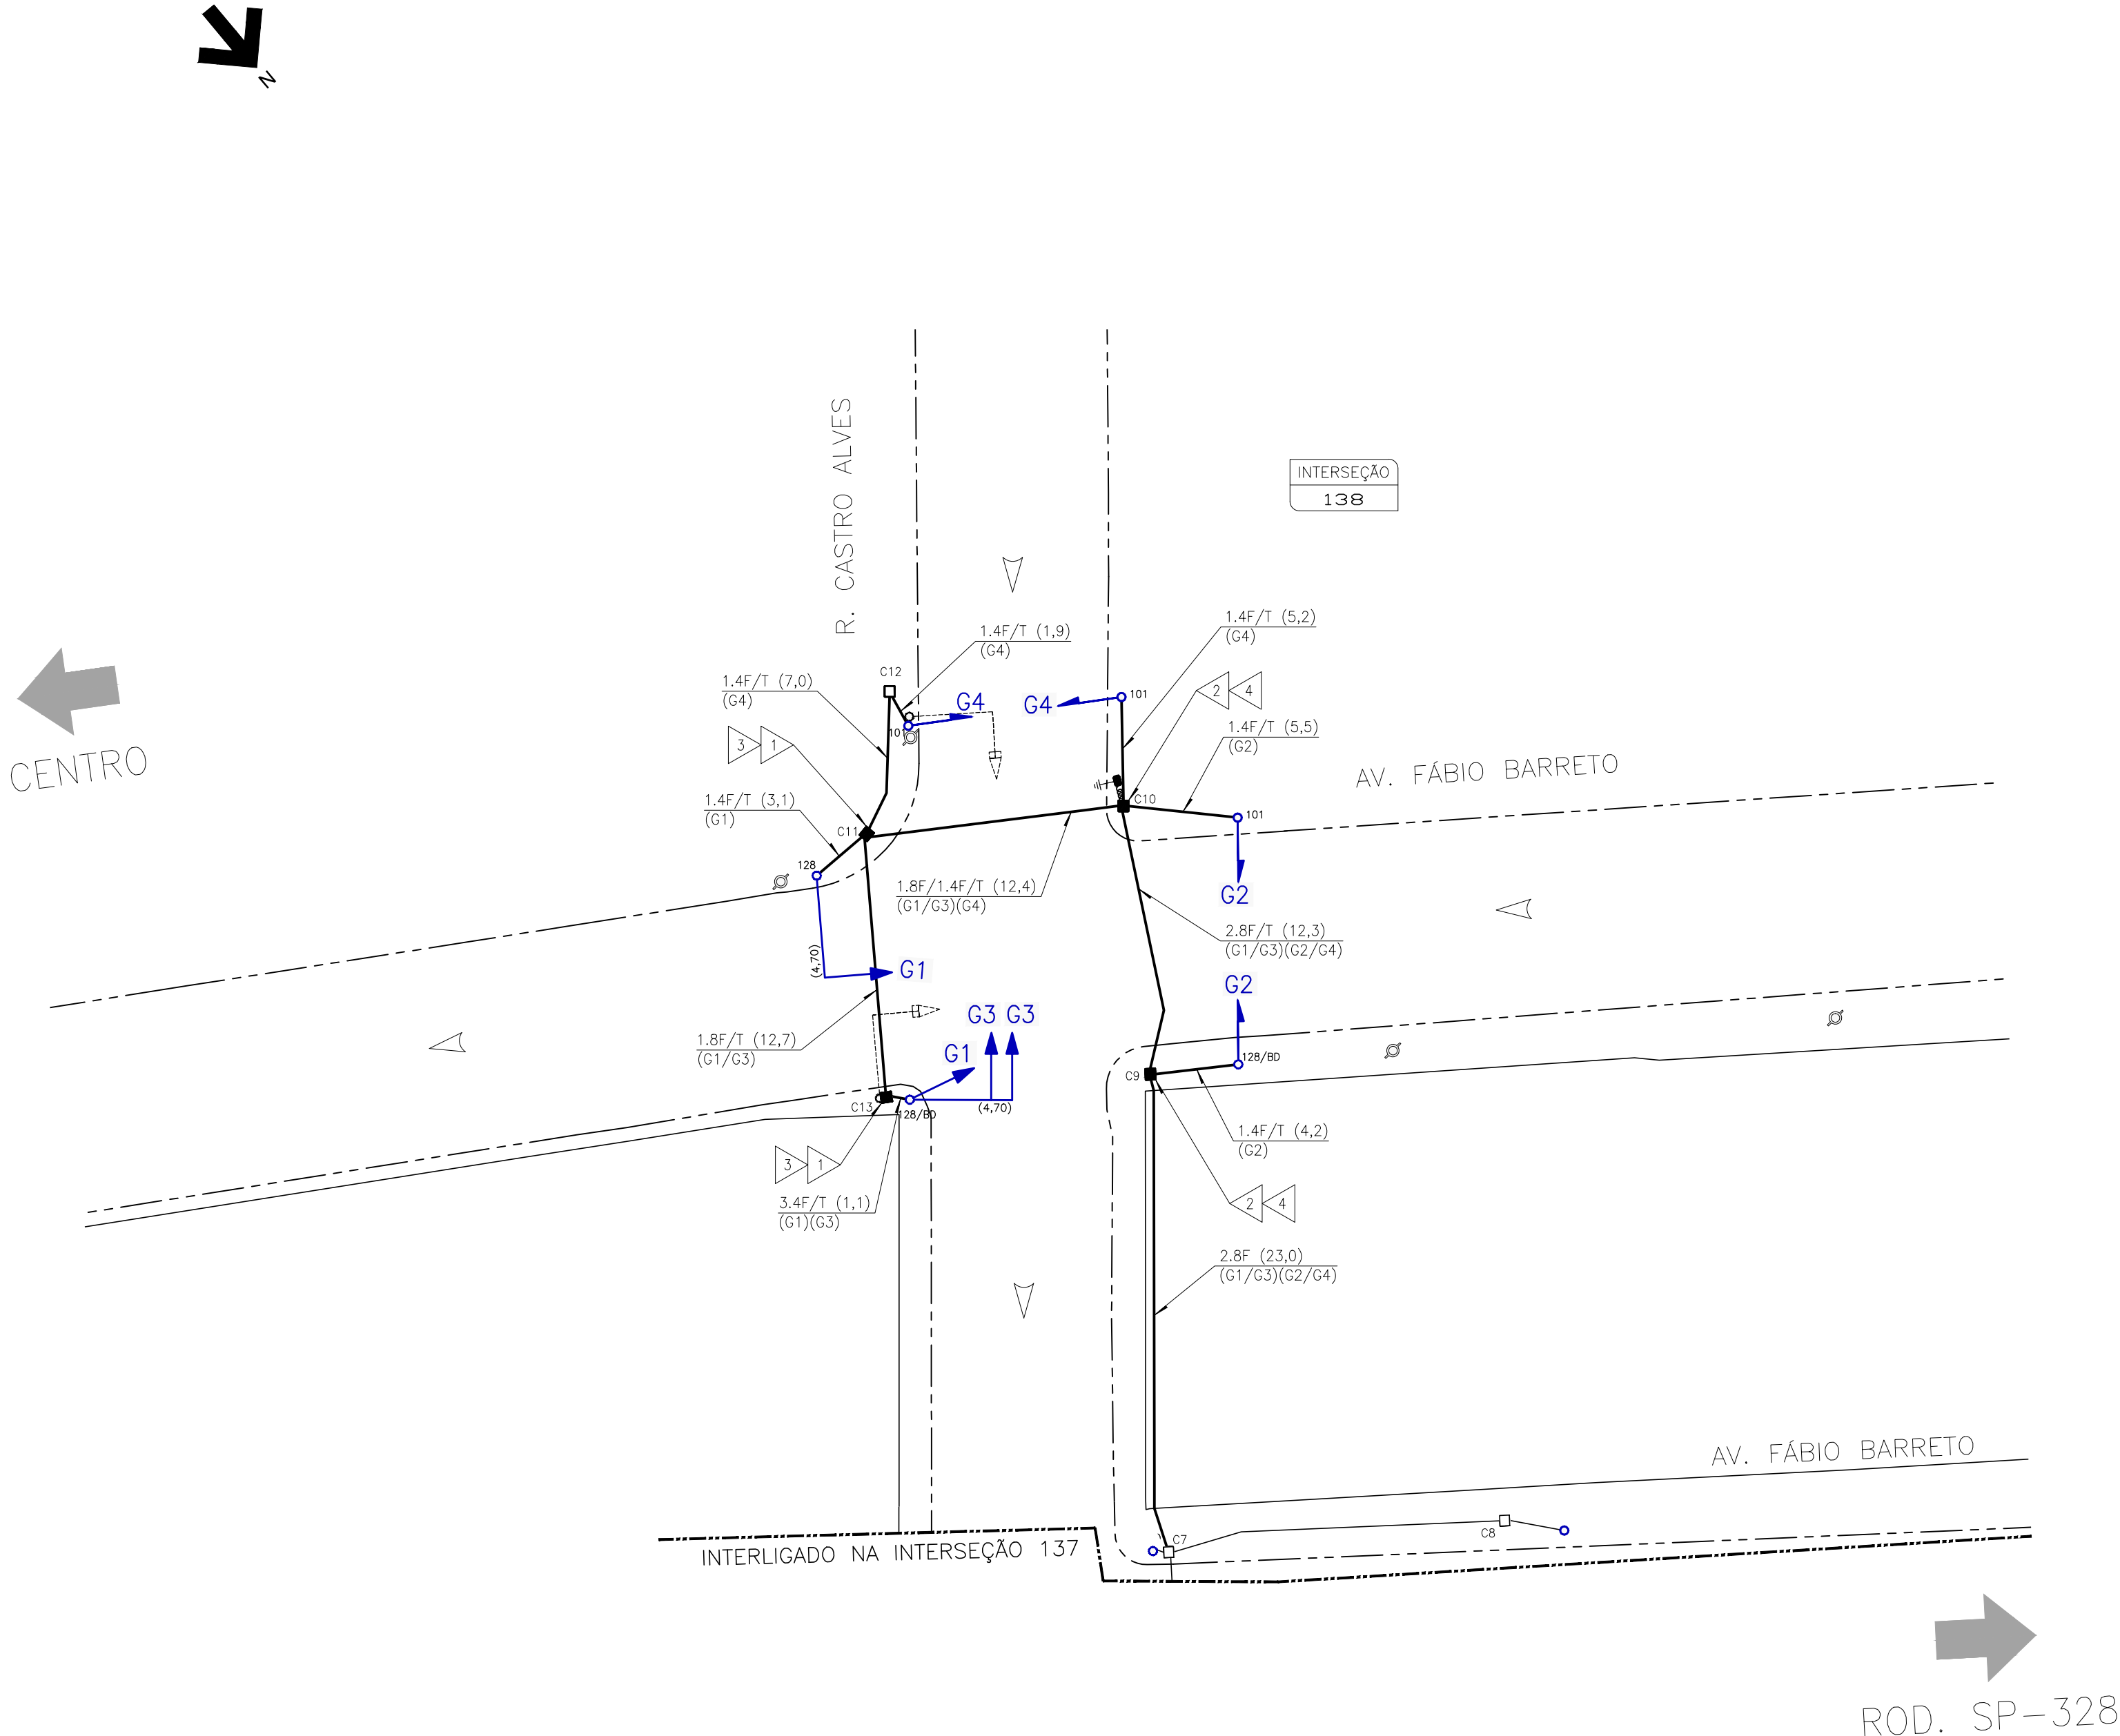 N
R. CASTRO ALVES
INTERSEÇÃO
138
1.4F/T (5,2)
(G4)
1.4F/T (1,9)
(G4)
C12
1.4F/T (7,0)
(G4)
G4
101
G4
101
2 4
1.4F/T (5,5)
(G2)
3 1
CENTRO
AV. FÁBIO BARRETO
1.4F/T (3,1)
(G1)
C10
101
C11
128
1.8F/1.4F/T (12,4)
(G1/G3)(G4)
G2
2.8F/T (12,3)
(G1/G3)(G2/G4)
(4,70)
G1
G2
G3 G3
1.8F/T (12,7)
(G1/G3)
G1
128/BD
C9
C13
128/BD
(4,70)
1.4F/T (4,2)
(G2)
3 1
3.4F/T (1,1)
(G1)(G3)
2 4
2.8F (23,0)
(G1/G3)(G2/G4)
AV. FÁBIO BARRETO
C8
C7
INTERLIGADO NA INTERSEÇÃO 137
ROD. SP-328